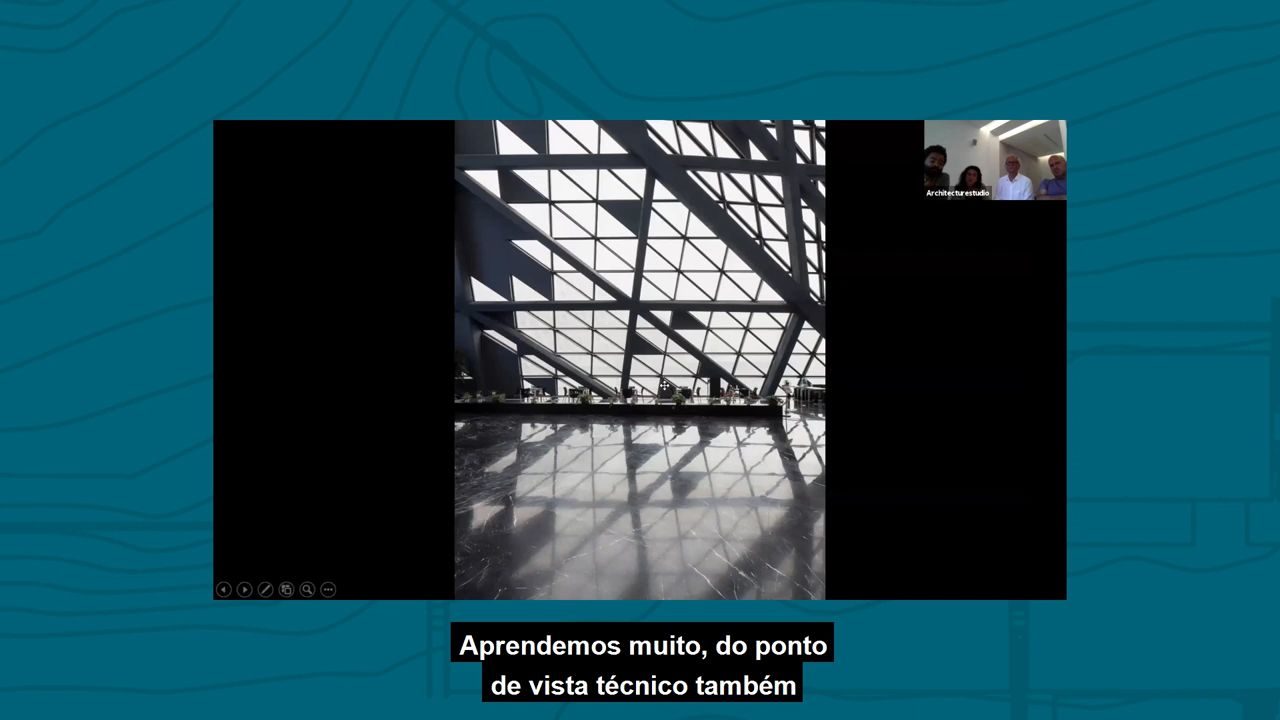 Architecturestudio
Aprendemos muito, do ponto
de vista técnico também